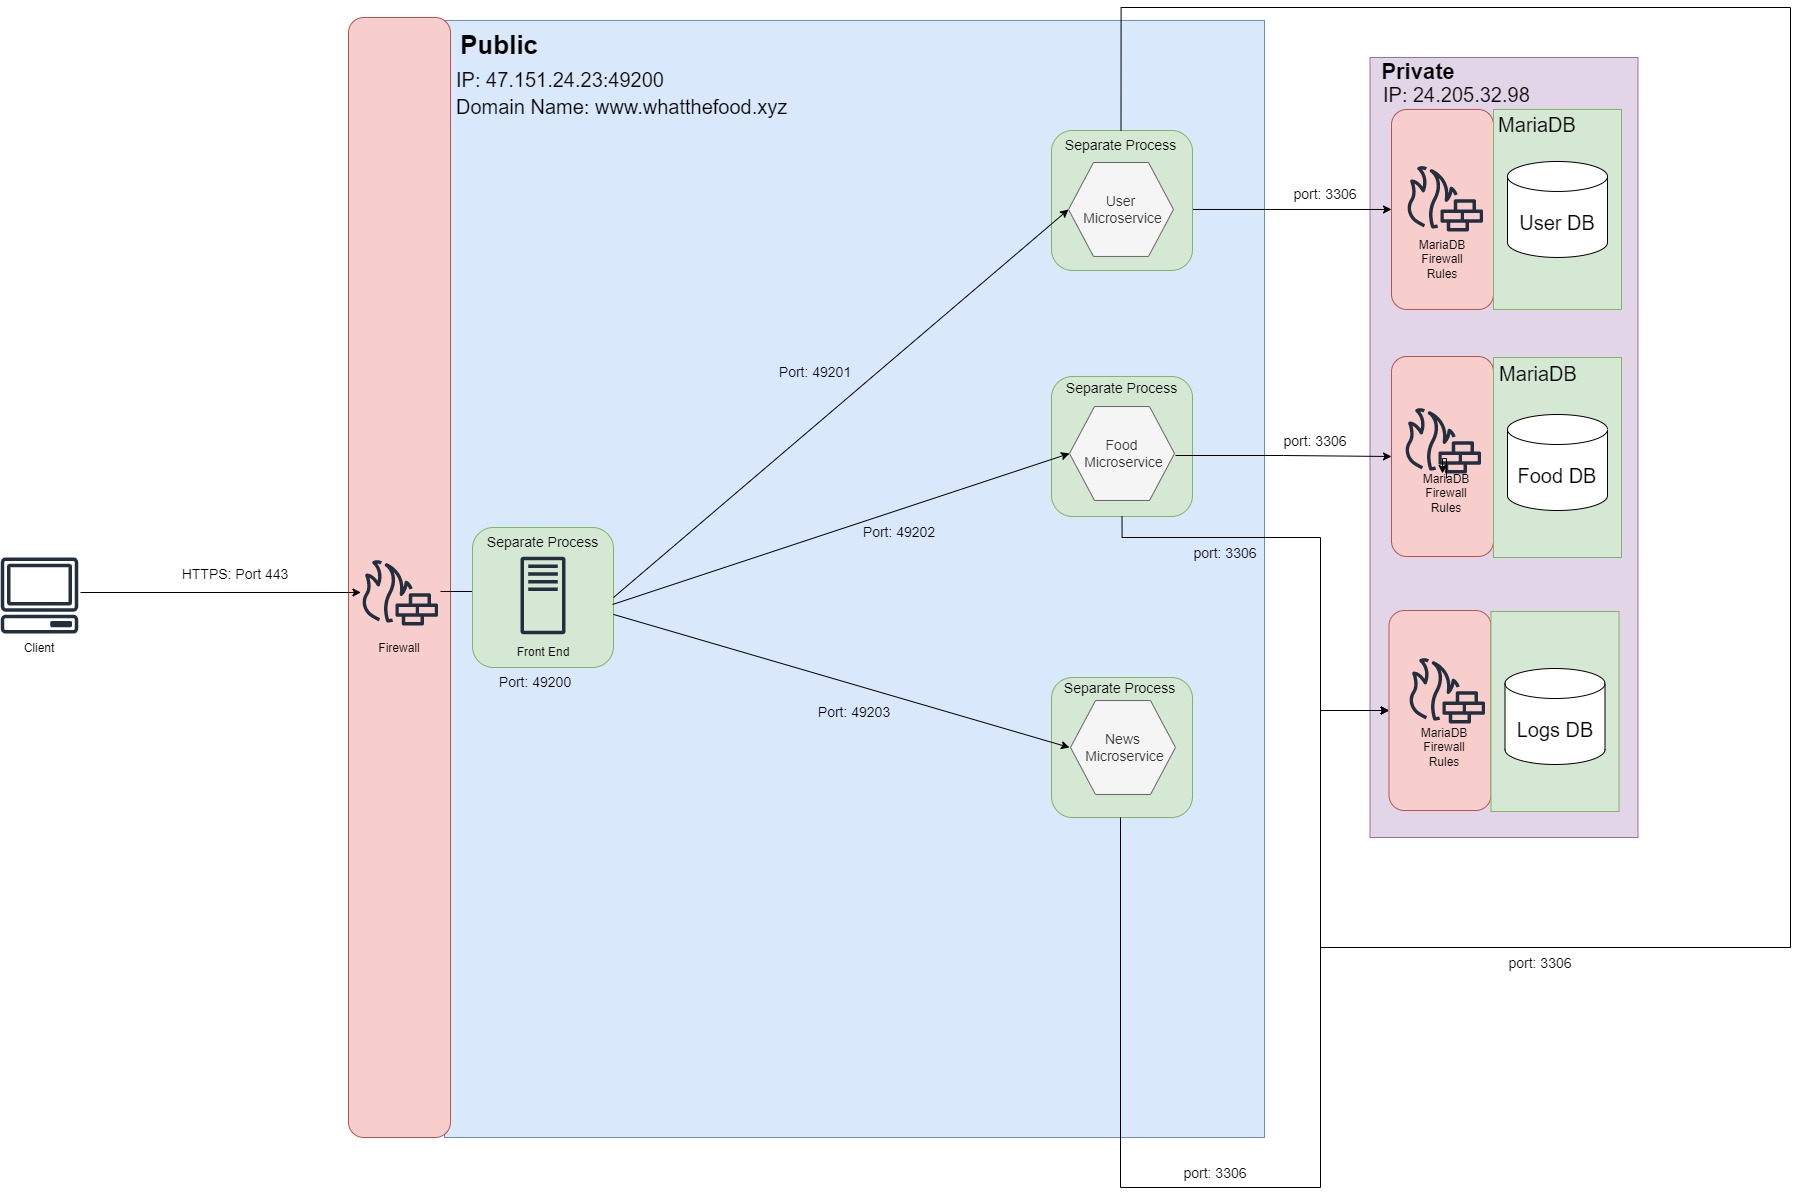 Public
IP: 47.151.24.23:49200
Domain Name: www.whatthefood.xyz
Private
IP: 24.205.32.98
Separate Process
User
Microservice
port: 3306
MariaDB
Firewall
Rules
MariaDB
User DB
Port: 49201
Separate Process
Food
Microservice
port: 3306
MariaDB
Firewall
Rules
MariaDB
Food DB
Port: 49202
port: 3306
Client
HTTPS: Port 443
Firewall
Separate Process
Front End
Port: 49200
Port: 49203
Separate Process
News
Microservice
MariaDB
Firewall
Rules
Logs DB
port: 3306
port: 3306